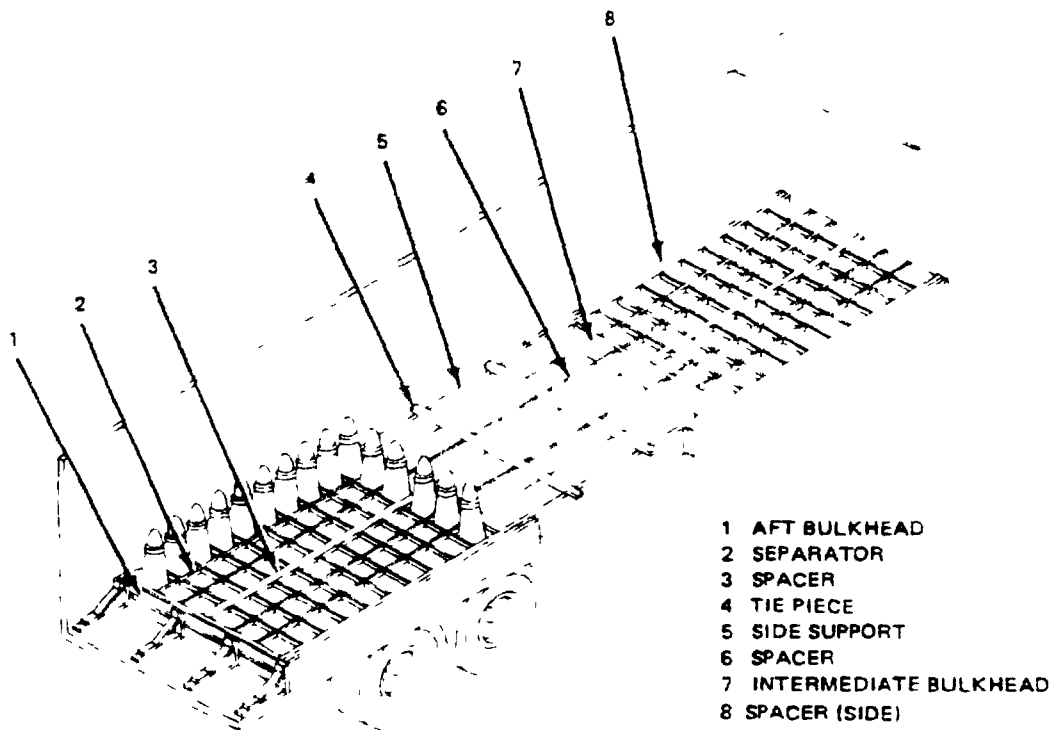 8
7
6
5
4
3
2
1
1 AFT BULKHEAD
2 SEPARATOR
3 SPACER
4 TIE PIECE
5 SIDE SUPPORT
6 SPACER
7 INTERMEDIATE BULKHEAD
8 SPACER (SIDE)